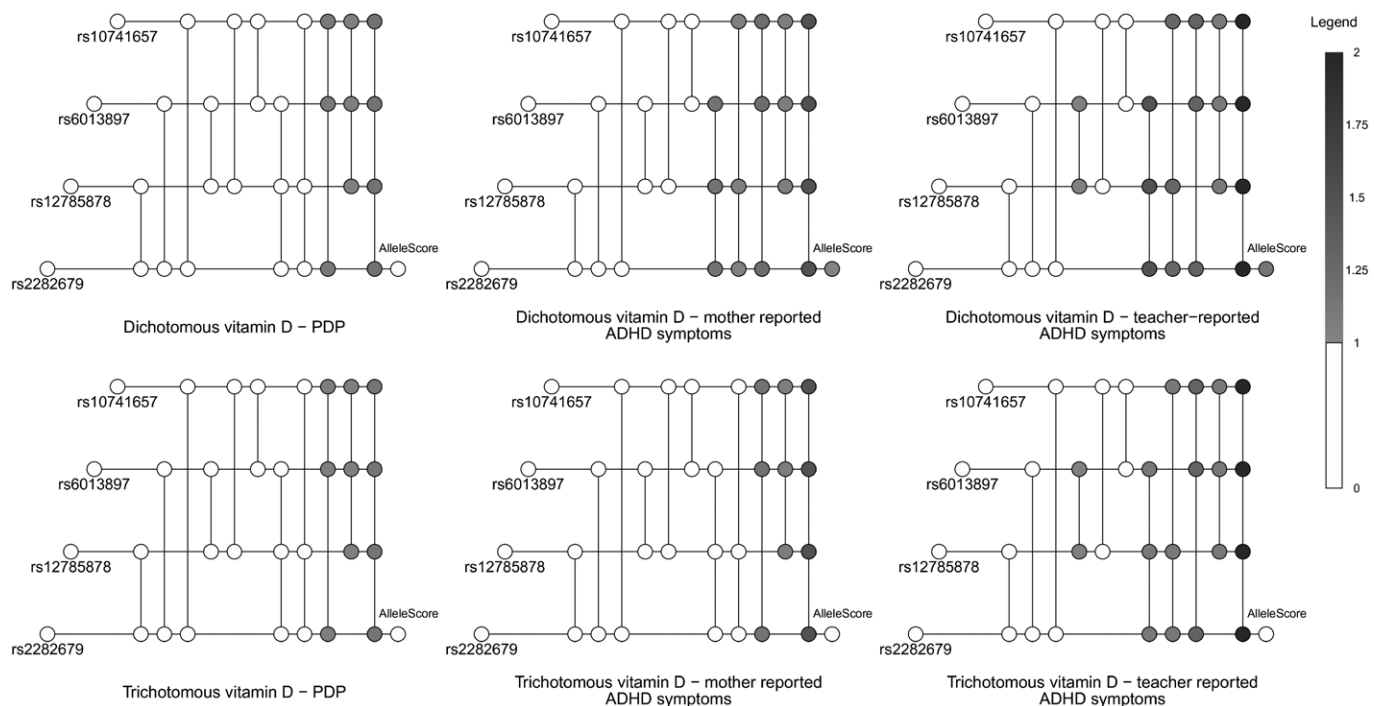 Legend
rs10741657
rs6013897
rs12785878
AlleleScore
rs2282679
Dichotomous vitamin D − PDP
rs10741657
rs6013897
rs12785878
AlleleScore
rs2282679
Dichotomous vitamin D − mother reported
ADHD symptoms
rs10741657
rs6013897
rs12785878
AlleleScore
rs2282679
Dichotomous vitamin D − teacher−reported
ADHD symptoms
2
1.75
1.5
1.25
1
0
rs10741657
rs6013897
rs12785878
AlleleScore
rs2282679
Trichotomous vitamin D − PDP
rs10741657
rs6013897
rs12785878
AlleleScore
rs2282679
Trichotomous vitamin D − mother reported
ADHD symptoms
rs10741657
rs6013897
rs12785878
AlleleScore
rs2282679
Trichotomous vitamin D − teacher reported
ADHD symptoms